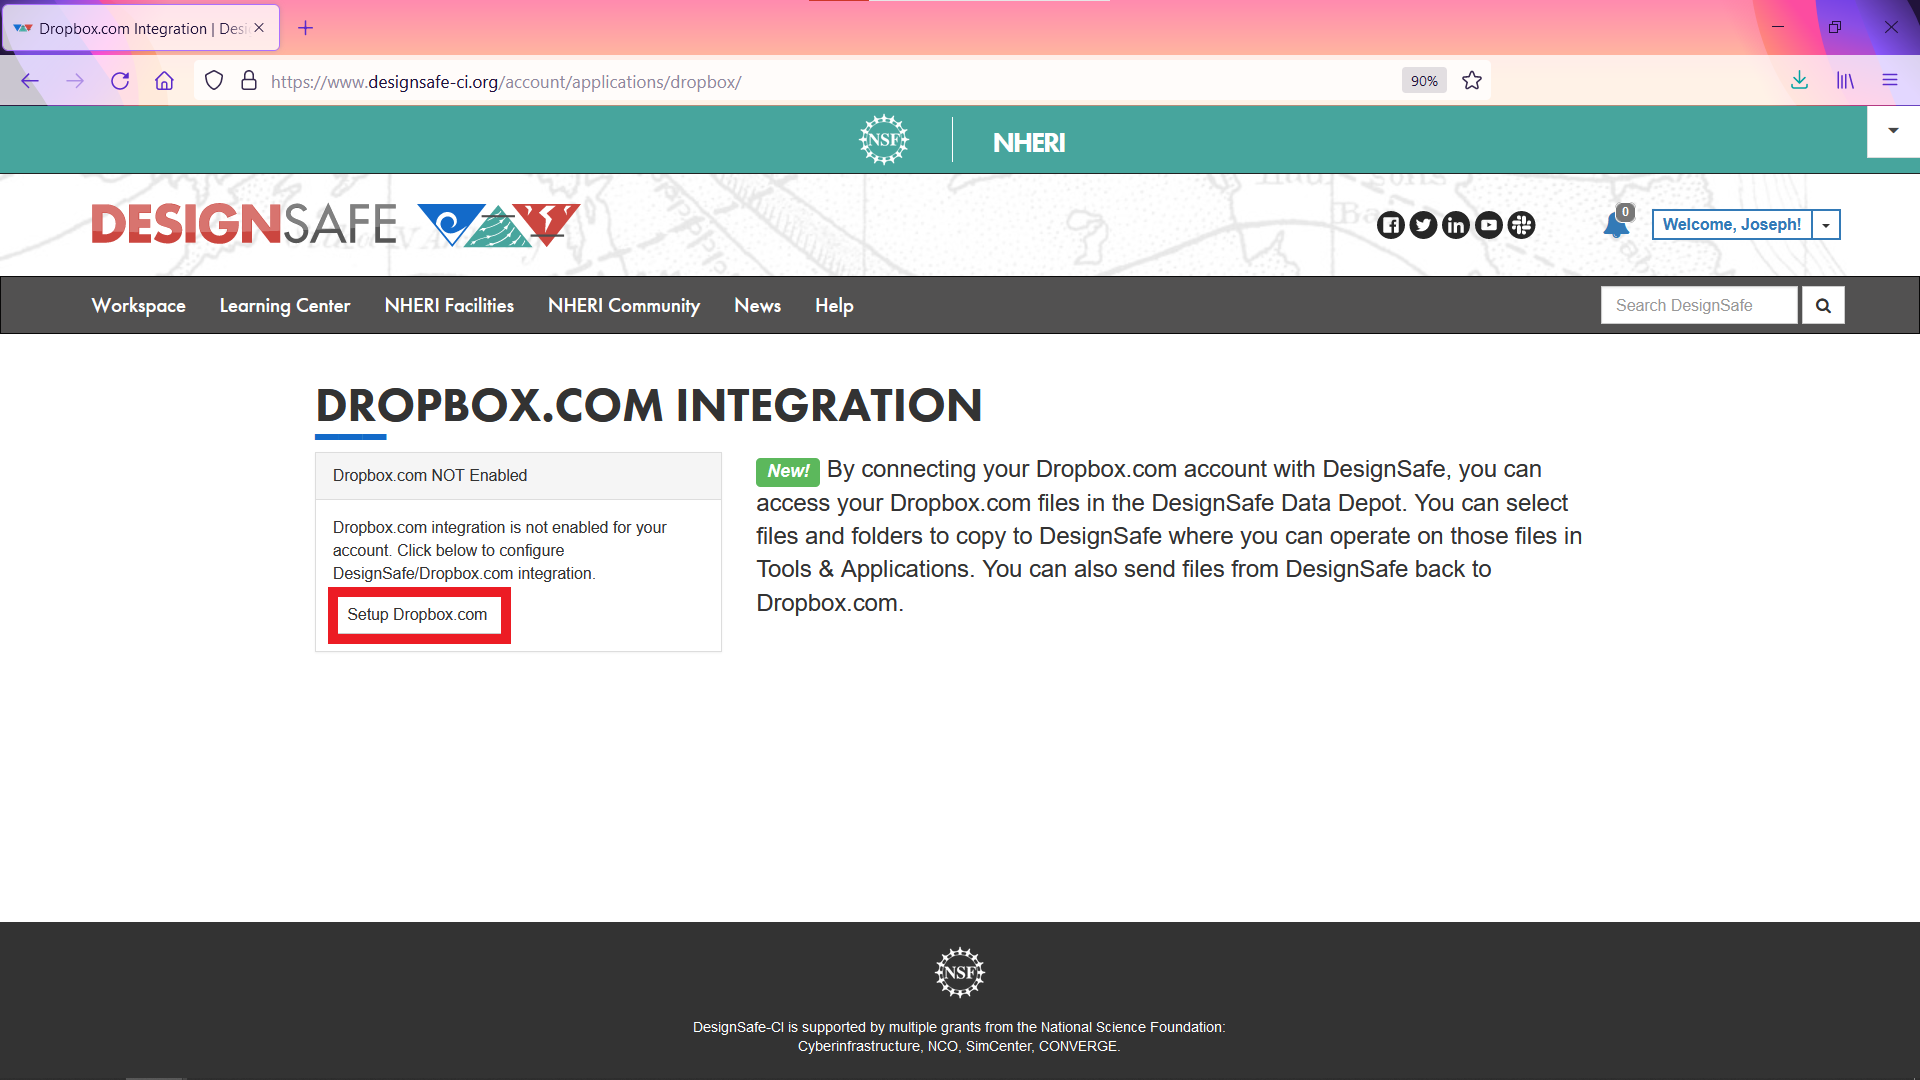 Dropbox.com Integration | Desi
https://www.designsafe-ci.org/account/applications/dropbox/
90%
NSF
NHERI
DESIGNSAFE
0
Welcome, Joseph!
Workspace
Learning Center
NHERI Facilities
NHERI Community
News
Help
Search DesignSafe
DROPBOX.COM INTEGRATION
Dropbox.com NOT Enabled
Dropbox.com integration is not enabled for your
account. Click below to configure
DesignSafe/Dropbox.com integration.
Setup Dropbox.com
New! By connecting your Dropbox.com account with DesignSafe, you can
access your Dropbox.com files in the DesignSafe Data Depot. You can select
files and folders to copy to DesignSafe where you can operate on those files in
Tools & Applications. You can also send files from DesignSafe back to
Dropbox.com.
NSF
DesignSafe-CI is supported by multiple grants from the National Science Foundation:
Cyberinfrastructure, NCO, SimCenter, CONVERGE.